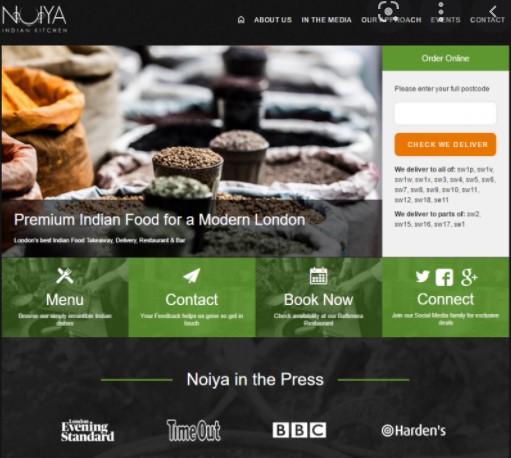 NOIYA
INDIAN KITCHEN
ABOUT US
IN THE MEDIA
OUR APPROACH
EVENTS
CONTACT
Order Online
Please enter your full postcode
CHECK WE DELIVER
We deliver to all of: sw1p, sw1v,
sw1w, sw1x, sw3, sw4, sw5, sw6,
sw7, sw8, sw9, sw10, sw11,
sw12, sw18, se11
We deliver to parts of: sw2,
sw15, sw16, sw17, se1
Premium Indian Food for a Modern London
London's best Indian Food Takeaway, Delivery, Restaurant & Bar
Menu
Browse our simply irresistible Indian
dishes
Contact
Your Feedback helps us grow so get in
touch
Book Now
Check availability at our Battersea
Restaurant
g+
Connect
Join our Social Media family for exclusive
deals
Noiya in the Press
London
Evening
Standard
TimeOut
BBC
Harden's